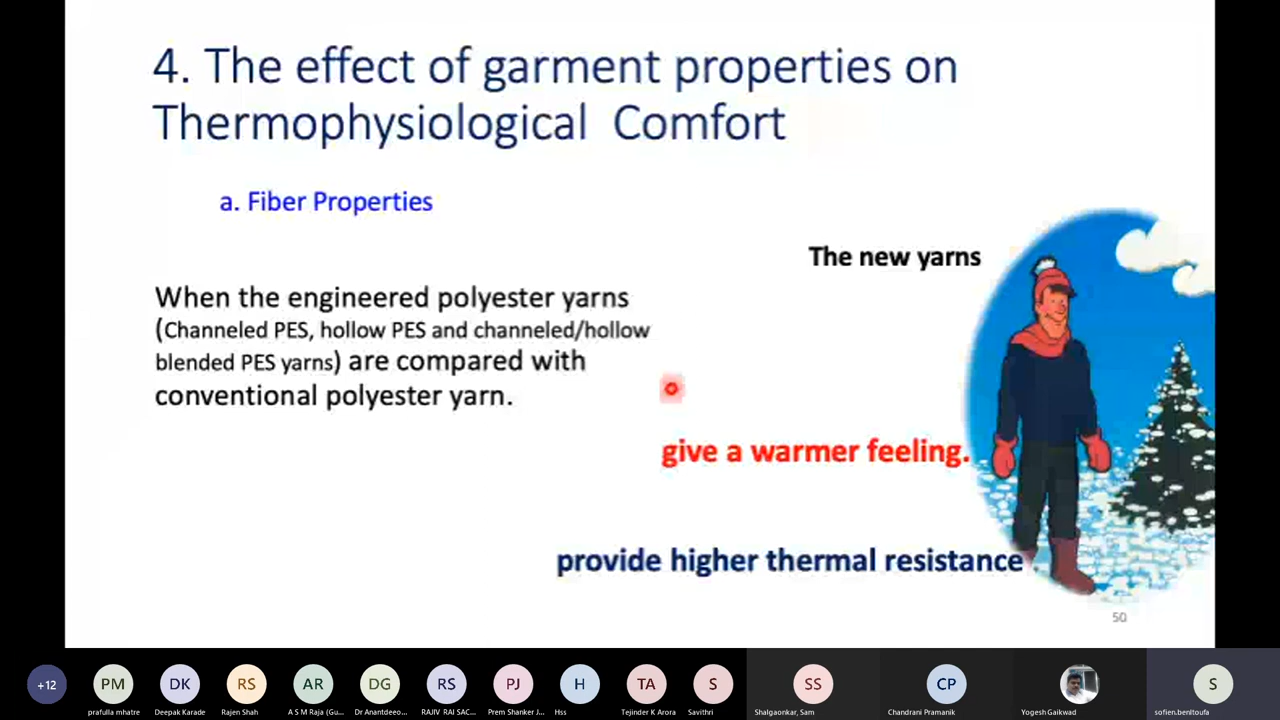 4. The effect of garment properties on
Thermophysiological Comfort
a. Fiber Properties
The new yarns
When the engineered polyester yarns
(Channeled PES, hollow PES and channeled/hollow
blended PES yarns) are compared with
conventional polyester yarn.
give a warmer feeling.
provide higher thermal resistance .
50
+12
PM
DK
RS
AR
DG
RS
PJ
H
TA
S
SS
CP
S
prafulla mhatre
Deepak Karade
Rajen Shah
A S M Raja (Gu...
Dr Anantdeeo...
RAJIV RAI SAC...
Prem Shanker J...
Hss
Tejinder K Arora
Savithri
Shalgaonkar, Sam
Chandrani Pramanik
Yogesh Gaikwad
sofien.benltoufa